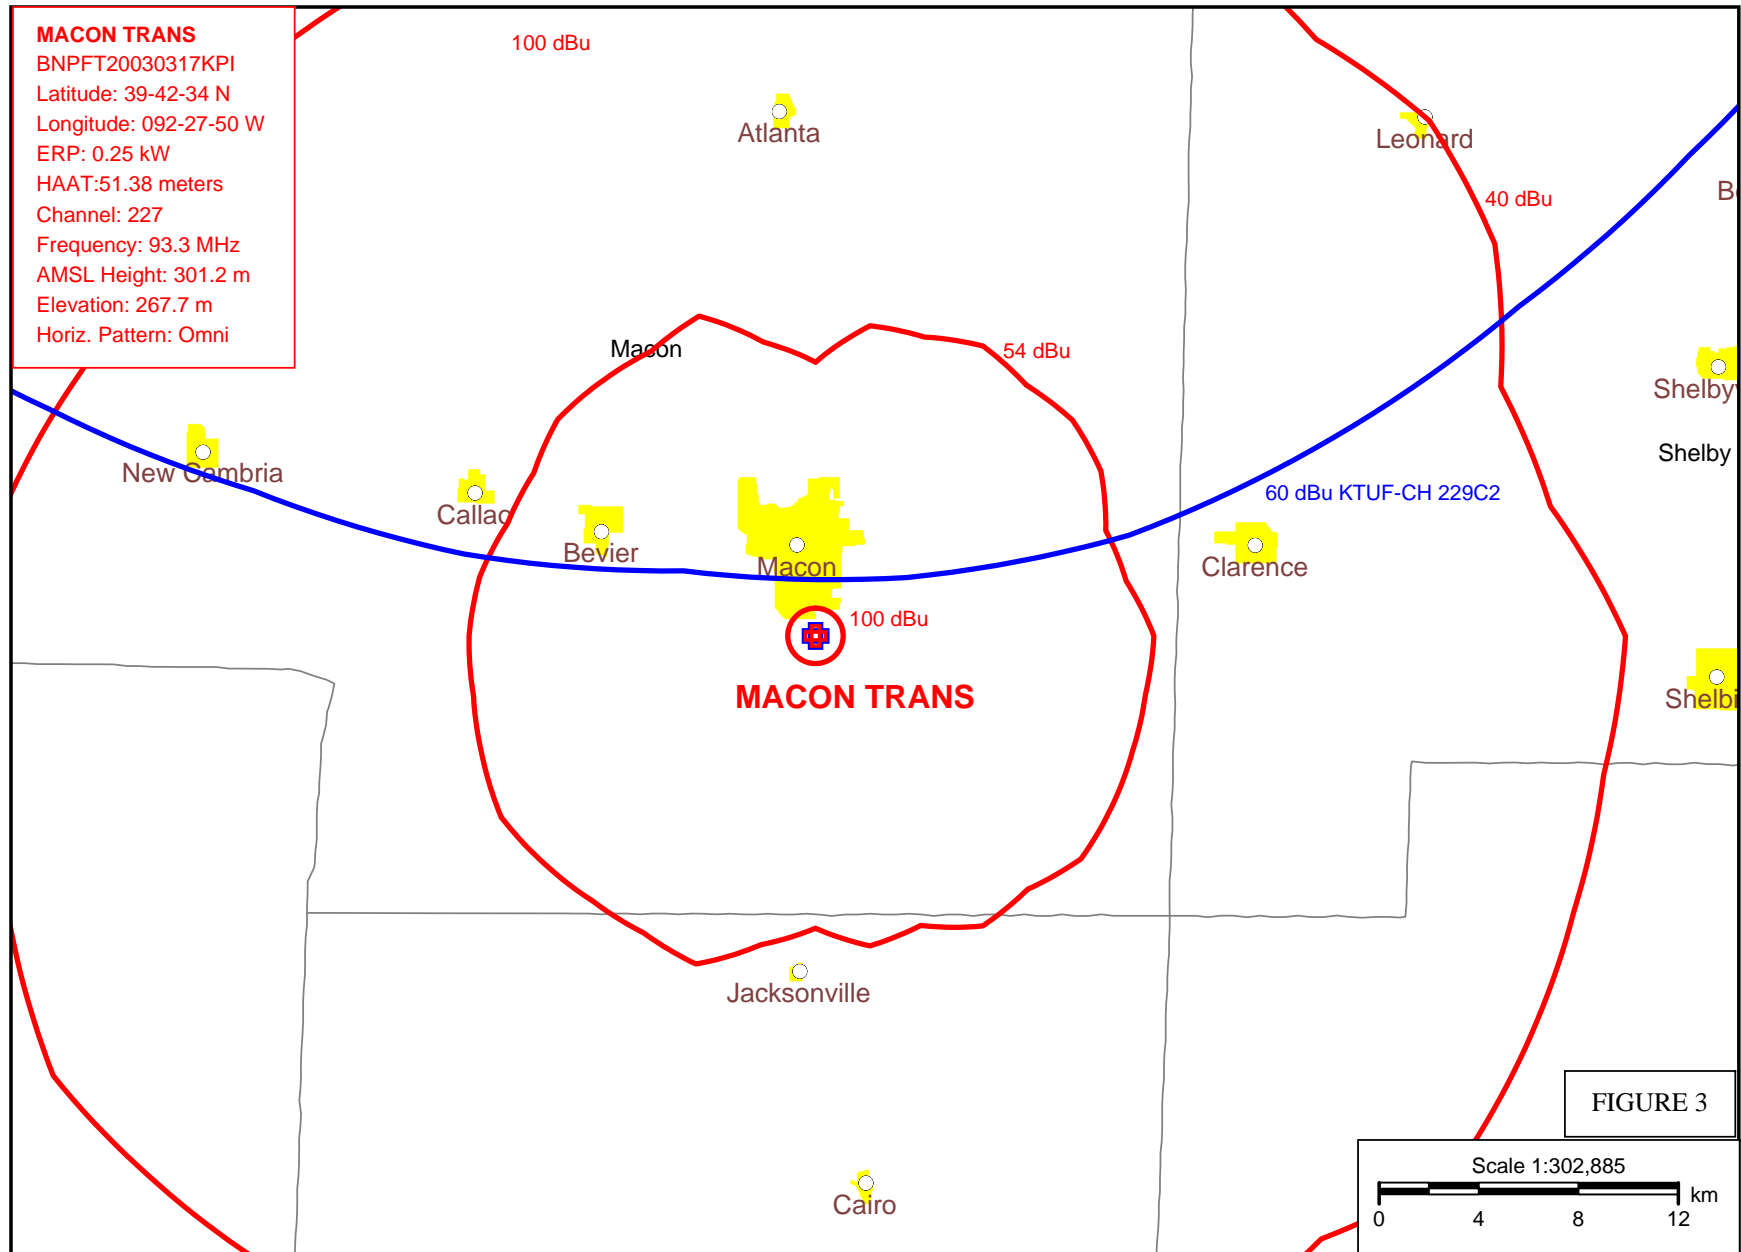 MACON TRANS
BNPFT20030317KPI
Latitude: 39-42-34 N
Longitude: 092-27-50 W
ERP: 0.25 kW
HAAT:51.38 meters
Channel: 227
Frequency: 93.3 MHz
AMSL Height: 301.2 m
Elevation: 267.7 m
Horiz. Pattern: Omni
100 dBu
Atlanta
Leonard
40 dBu
Macon
54 dBu
Shelby
New Cambria
60 dBu KTUF-CH 229C2
Callao
Bevier
Macon
Clarence
100 dBu
MACON TRANS
Jacksonville
Cairo
FIGURE 3
Scale 1:302,885
km
0 4 8 12